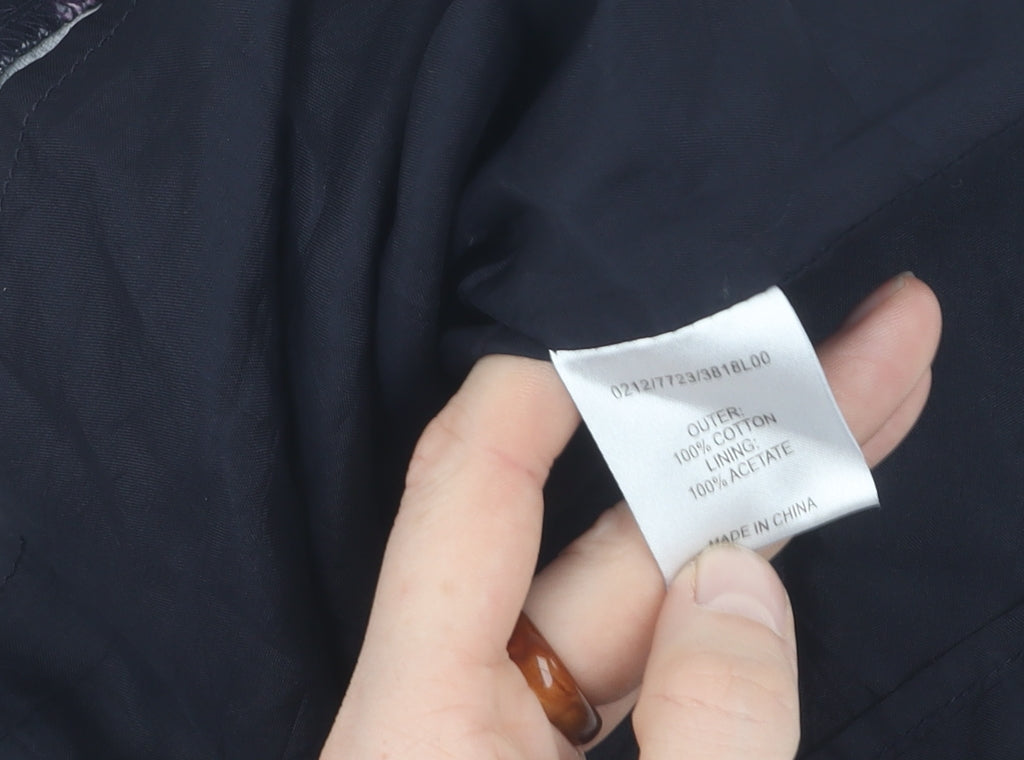 0212/7723/3818L00
OUTER:
100% COTTON
LINING:
100% ACETATE
MADE IN CHINA